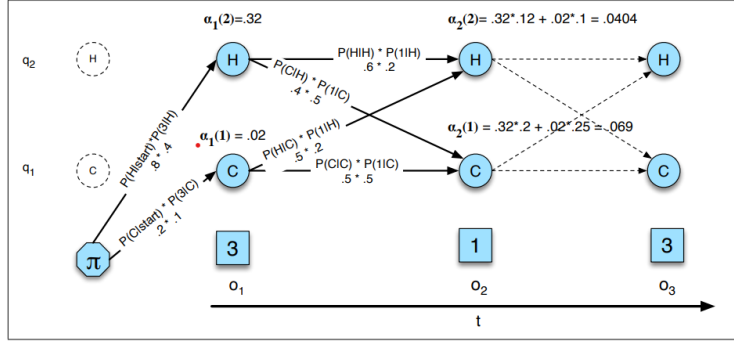 α₁(2)=.32
α₂(2) = .32*.12 + .02*.1 = .0404
q₂
H
H
P(H|H) * P(1|H)
.6 * .2
H
H
P(C|H) * P(1|C)
.4 * .5
P(H|C) * P(1|H)
.5 * .2
α₁(1) = .02
α₂(1) = .32*.2 + .02*.25 = .069
P(H|start)*P(3|H)
.8 * .4
q₁
C
C
P(C|C) * P(1|C)
.5 * .5
C
C
P(C|start) * P(3|C)
.2 * .1
π
3
1
3
o₁
o₂
o₃
t